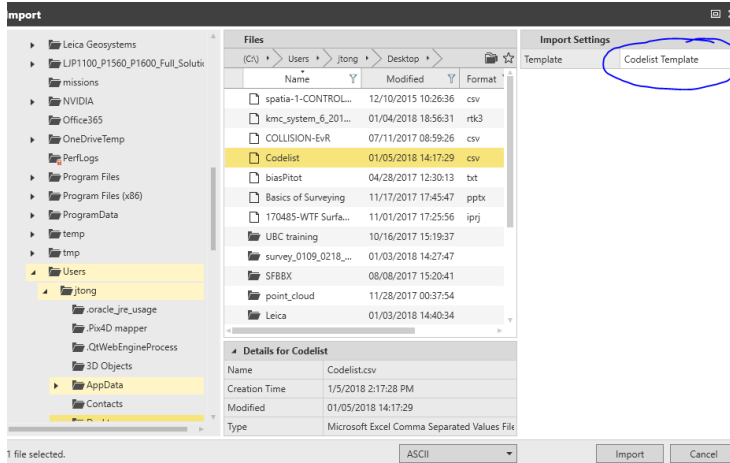 mport
Leica Geosystems
LJP1100_P1560_P1600_Full_Solutic
missions
NVIDIA
Office365
OneDriveTemp
PerfLogs
Program Files
Program Files (x86)
ProgramData
temp
tmp
Users
jtong
.oracle_jre_usage
.Pix4D mapper
.QtWebEngineProcess
3D Objects
AppData
Contacts
Files
(C:\) Users jtong Desktop
Name Modified Format
spatia-1-CONTROL... 12/10/2015 10:26:36 csv
kmc_system_6_201... 01/04/2018 18:56:31 rtk3
COLLISION-EvR 07/11/2017 08:59:26 csv
Codelist 01/05/2018 14:17:29 csv
biasPitot 04/28/2017 12:30:13 txt
Basics of Surveying 11/17/2017 17:45:47 pptx
170485-WTF Surfa... 11/01/2017 17:25:56 iprj
UBC training 10/16/2017 15:19:37
survey_0109_0218_... 01/03/2018 14:27:47
SFBBX 08/08/2017 15:20:41
point_cloud 11/28/2017 00:37:54
Leica 01/03/2018 14:40:34
Details for Codelist
Name Codelist.csv
Creation Time 1/5/2018 2:17:28 PM
Modified 01/05/2018 14:17:29
Type Microsoft Excel Comma Separated Values File
Import Settings
Template Codelist Template
1 file selected.
ASCII
Import Cancel